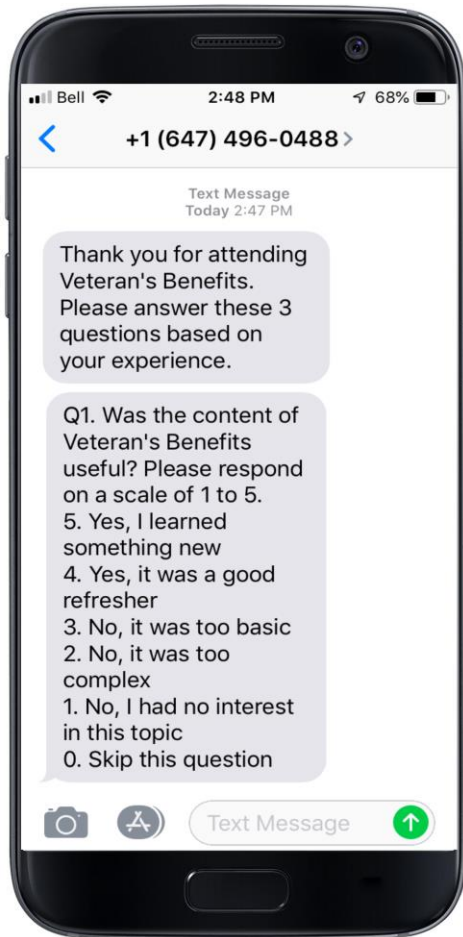 Bell 2:48 PM 68%
+1 (647) 496-0488
Text Message
Today 2:47 PM
Thank you for attending
Veteran's Benefits.
Please answer these 3
questions based on
your experience.
Q1. Was the content of
Veteran's Benefits
useful? Please respond
on a scale of 1 to 5.
5. Yes, I learned
something new
4. Yes, it was a good
refresher
3. No, it was too basic
2. No, it was too
complex
1. No, I had no interest
in this topic
0. Skip this question
Text Message